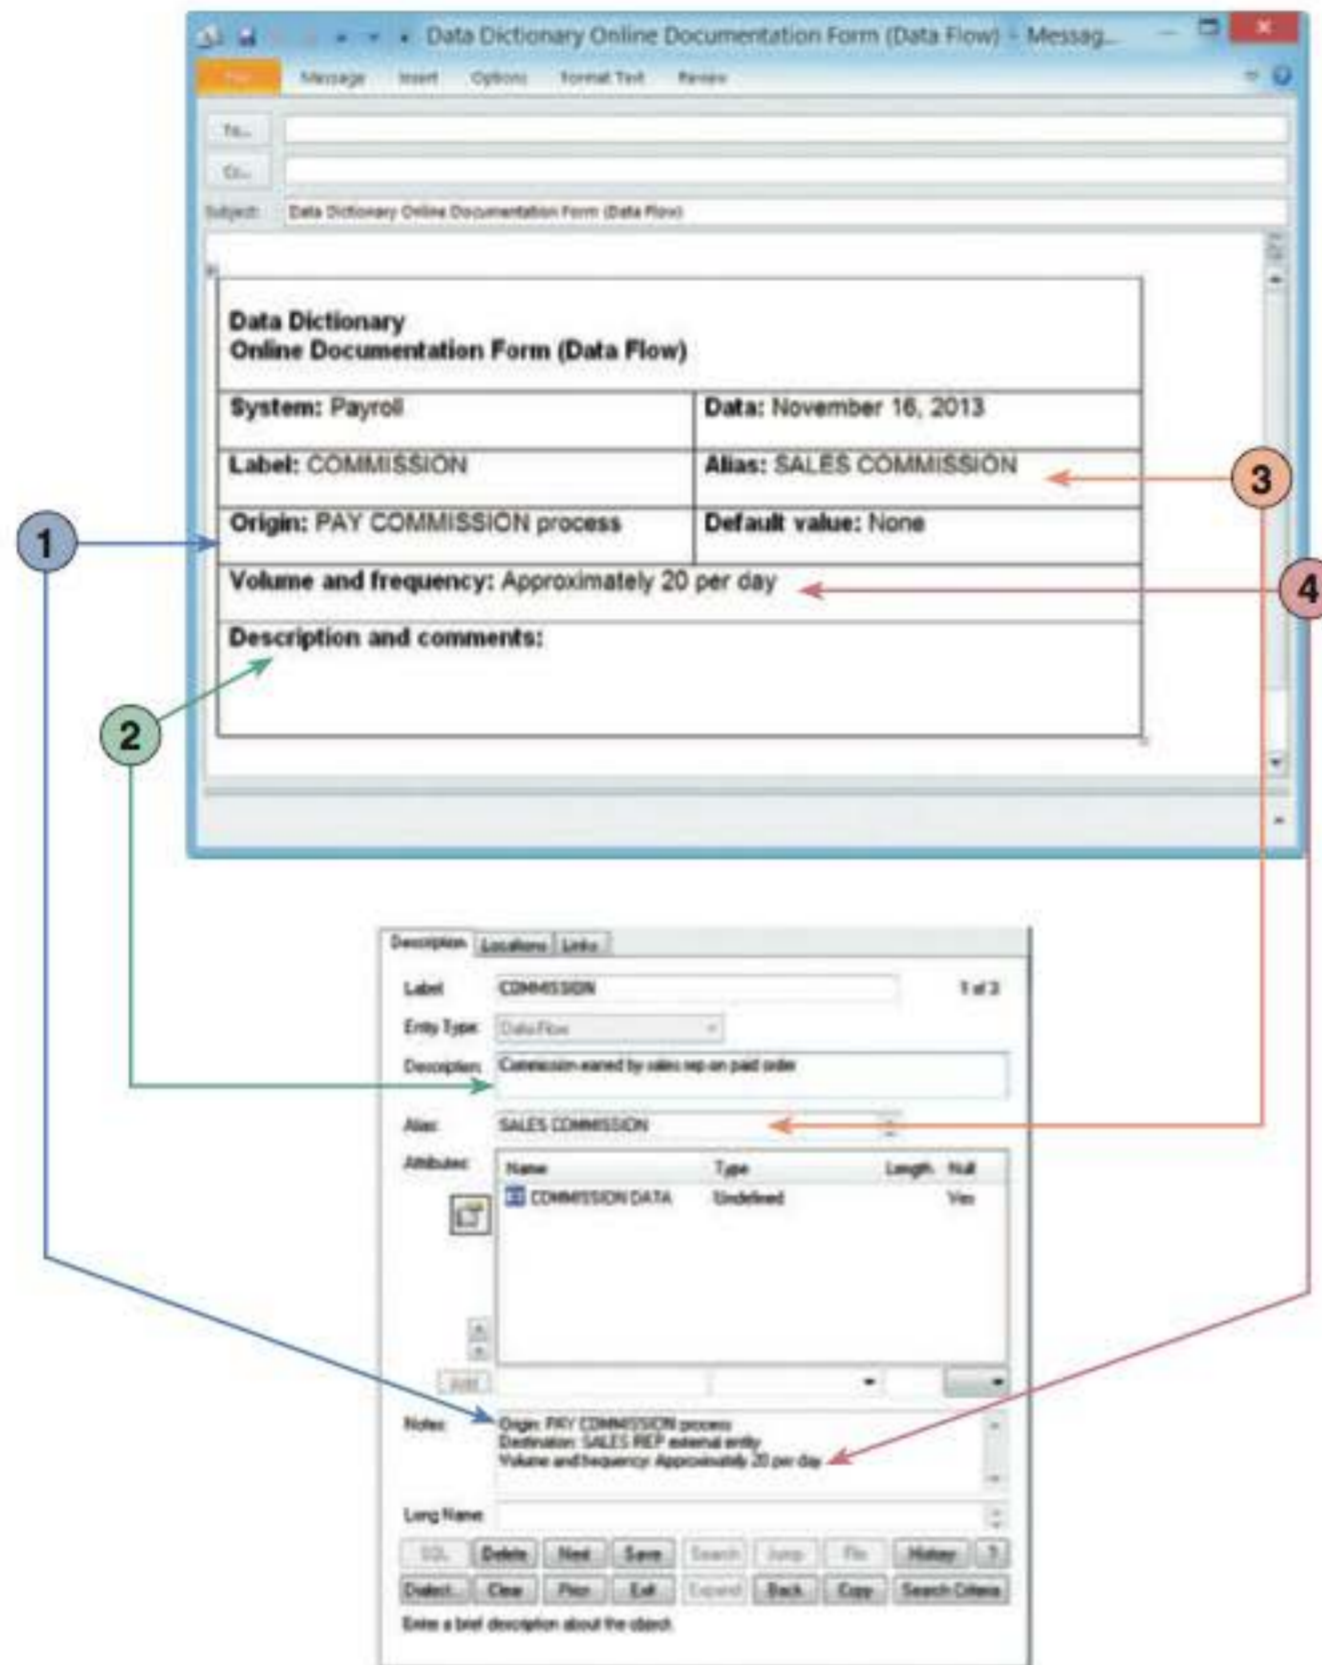 Data Dictionary Online Documentation Form (Data Flow) - Messag...
Message Insert Options Format Text Review
To...
Cc...
Subject: Data Dictionary Online Documentation Form (Data Flow)
Data Dictionary
Online Documentation Form (Data Flow)
System: Payroll Data: November 16, 2013
Label: COMMISSION Alias: SALES COMMISSION
3
Origin: PAY COMMISSION process Default value: None
1
Volume and frequency: Approximately 20 per day
4
Description and comments:
2
Description Locations Links
Label COMMISSION 1 of 3
Entry Type: Data Flow
Description: Commission earned by sales rep on paid order
Alias: SALES COMMISSION
Attributes: Name Type Length Null
COMMISSION DATA Undefined Yes
Add
Notes: Origin: PAY COMMISSION process
Destination: SALES REP external entity
Volume and frequency: Approximately 20 per day
Long Name:
SQL Delete Next Save Search Jump File History ?
Dialect... Clear Prior Exit Expand Back Copy Search Criteria
Enter a brief description about the object.